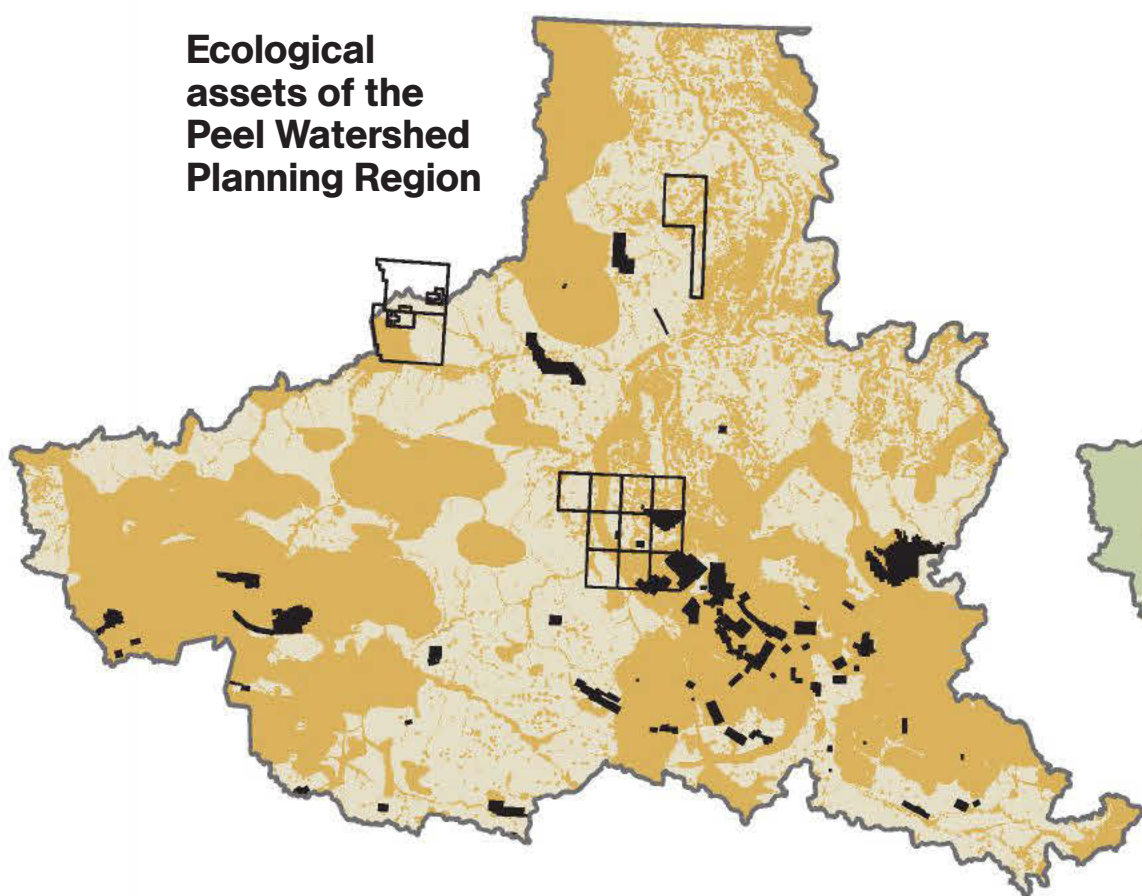 Ecological
assets of the
Peel Watershed
Planning Region